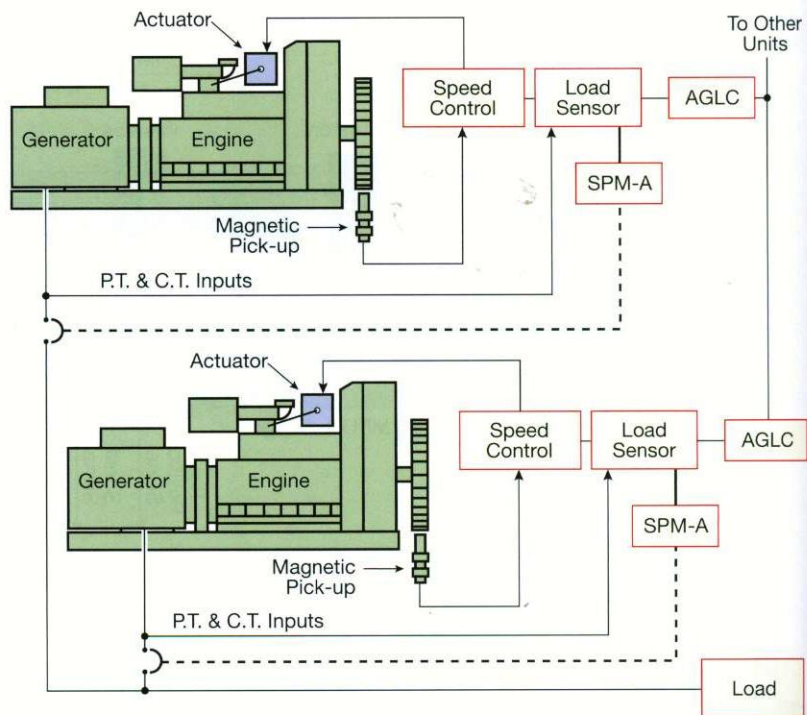 Actuator
To Other
Units
Speed
Control
Load
Sensor
AGLC
Generator
Engine
SPM-A
Magnetic
Pick-up
P.T. & C.T. Inputs
Actuator
Speed
Control
Load
Sensor
AGLC
Generator
Engine
SPM-A
Magnetic
Pick-up
P.T. & C.T. Inputs
Load